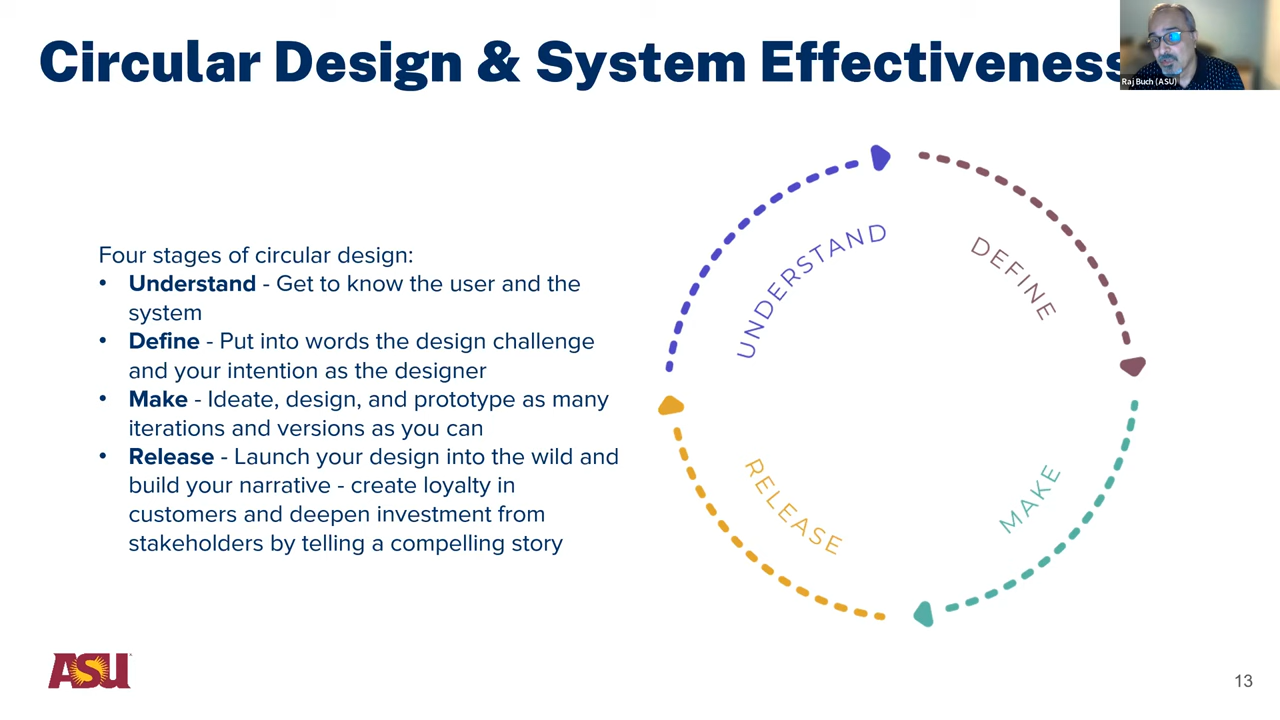 Circular Design & System Effectiveness
Raj Buch (ASU)
Four stages of circular design:
• Understand - Get to know the user and the
system
• Define - Put into words the design challenge
and your intention as the designer
• Make - Ideate, design, and prototype as many
iterations and versions as you can
• Release - Launch your design into the wild and
build your narrative - create loyalty in
customers and deepen investment from
stakeholders by telling a compelling story
UNDERSTAND
DEFINE
MAKE
RELEASE
ASU
13